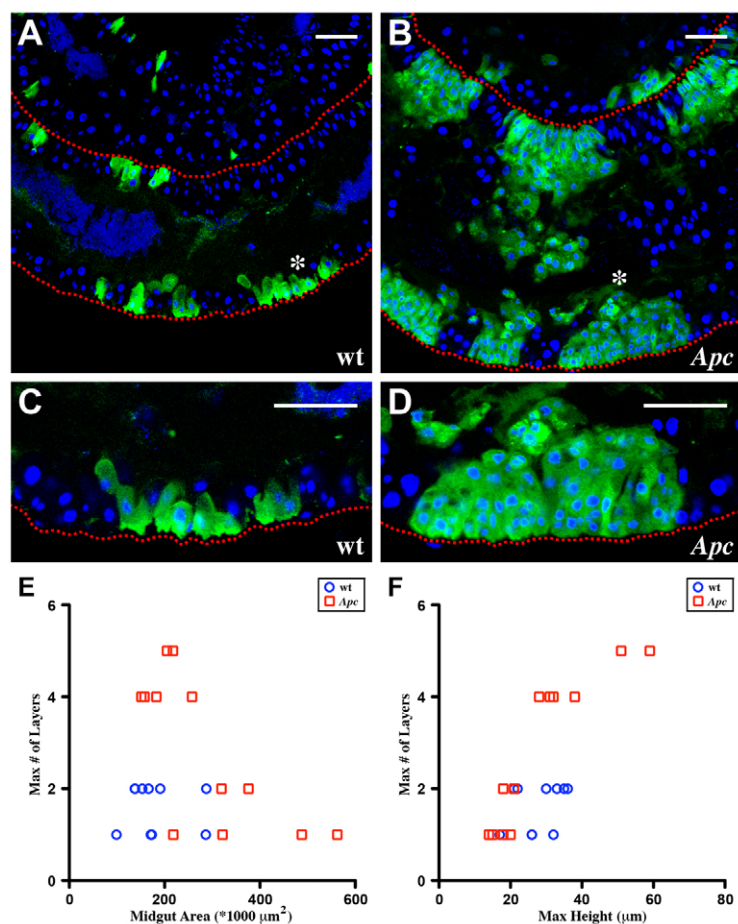 A
B
*
*
wt
Apc
C
D
wt
Apc
E
F
wt
Apc
wt
Apc
6
4
2
0
Max # of Layers
0
200
400
600
Midgut Area (*1000 μm²)
6
4
2
0
Max # of Layers
0
20
40
60
80
Max Height (μm)